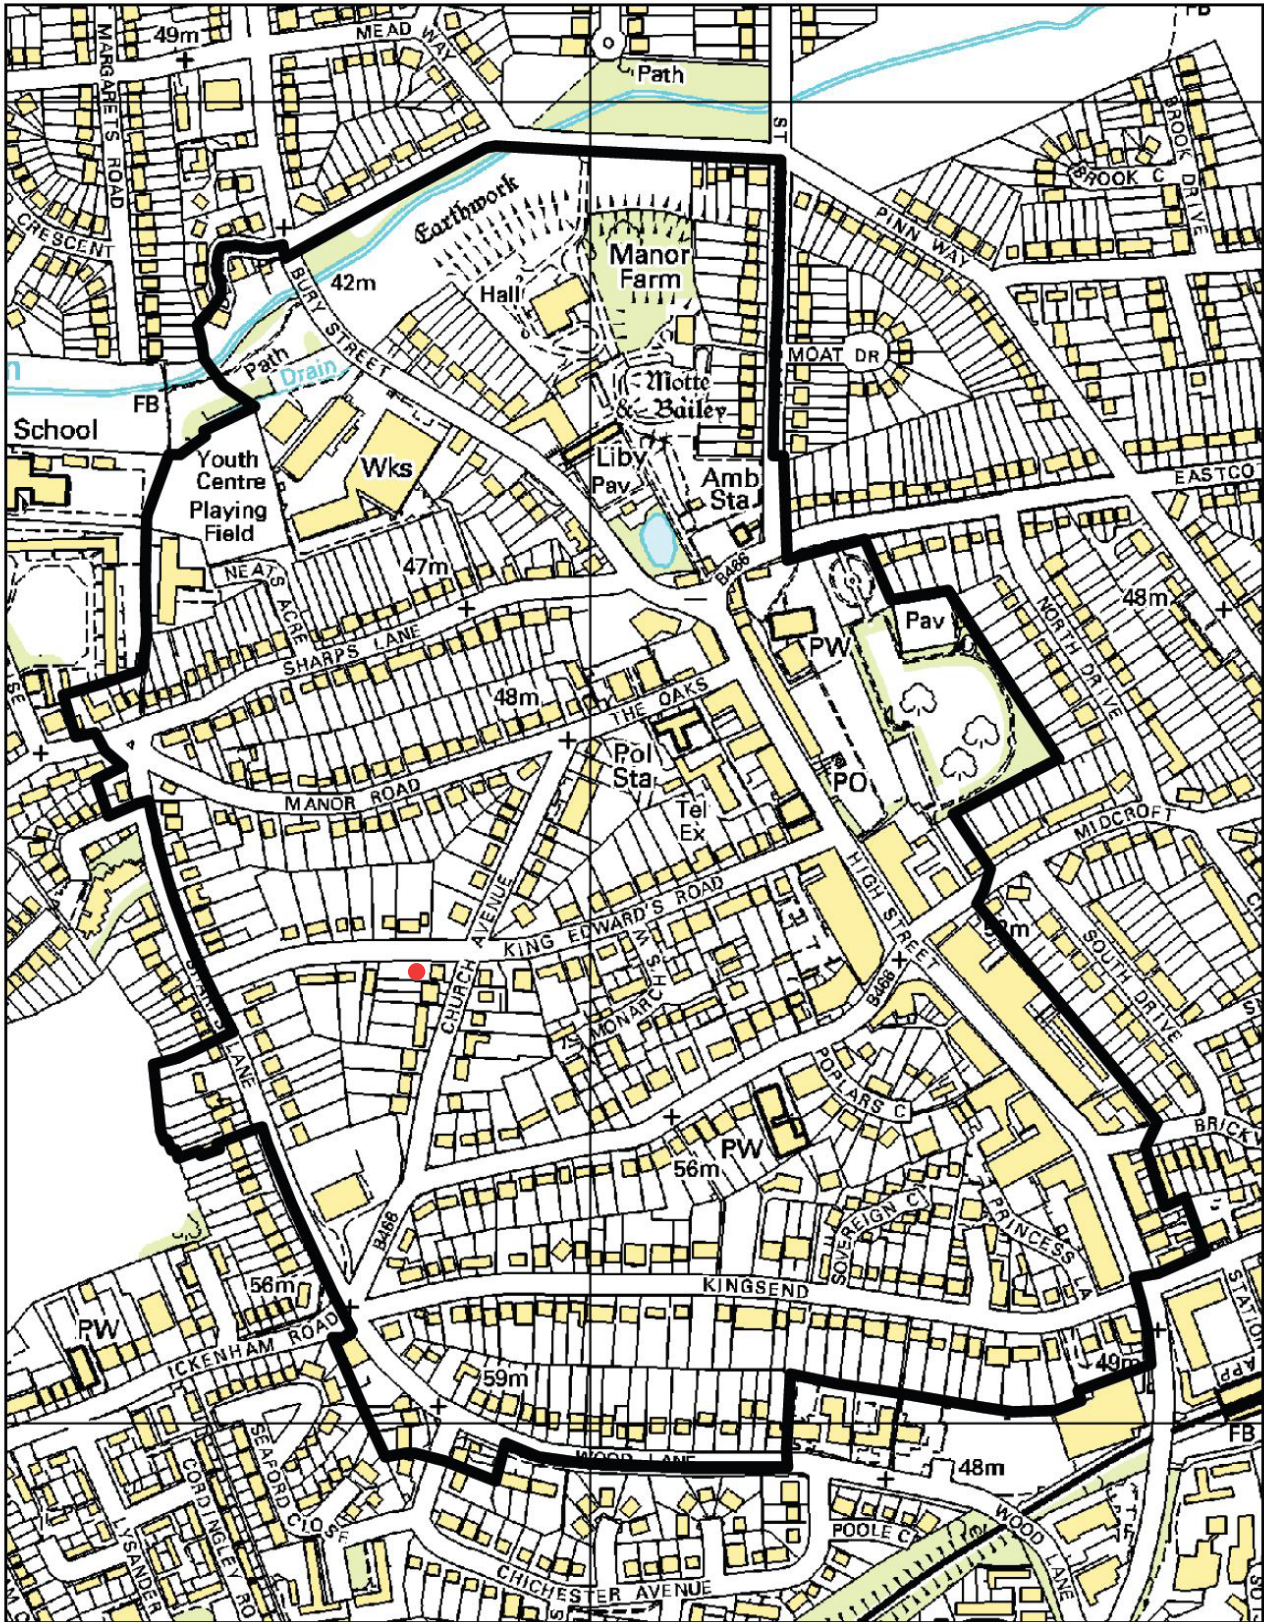 FB
49m
MEAD WAY
MARGARETS ROAD
Path
ST
BROOK DRIVE
BROOK C
CRESCENT
Earthwork
PINN WAY
Manor
Farm
42m
Hall
BURY STREET
MOAT DR
Path
Drain
Motte
& Bailey
FB
School
Liby
EASTCO
Youth
Centre
Wks
Pav
Amb
Sta
Playing
Field
47m
B466
NEATS ACRE
48m
NORTH DRIVE
Pav
SHARPS LANE
PW
48m
THE OAKS
Pol
Sta
PO
MANOR ROAD
Tel
Ex
MIDCROFT
HIGH STREET
CHURCH AVENUE
KING EDWARD'S ROAD
52m
SOUTH DRIVE
MONARCHS
B466
LANE
POPLARS C
BRICKW
PW
56m
SOVEREIGN C
PRINCESS LA
B466
56m
KINGSEND
STATION APP
PW
ICKENHAM ROAD
49m
59m
SEAFORD CLOSE
FB
WOOD LANE
48m
LYSANDER
CORDINGLEY RO
POOLE C
WOOD LANE
CHICHESTER AVENUE